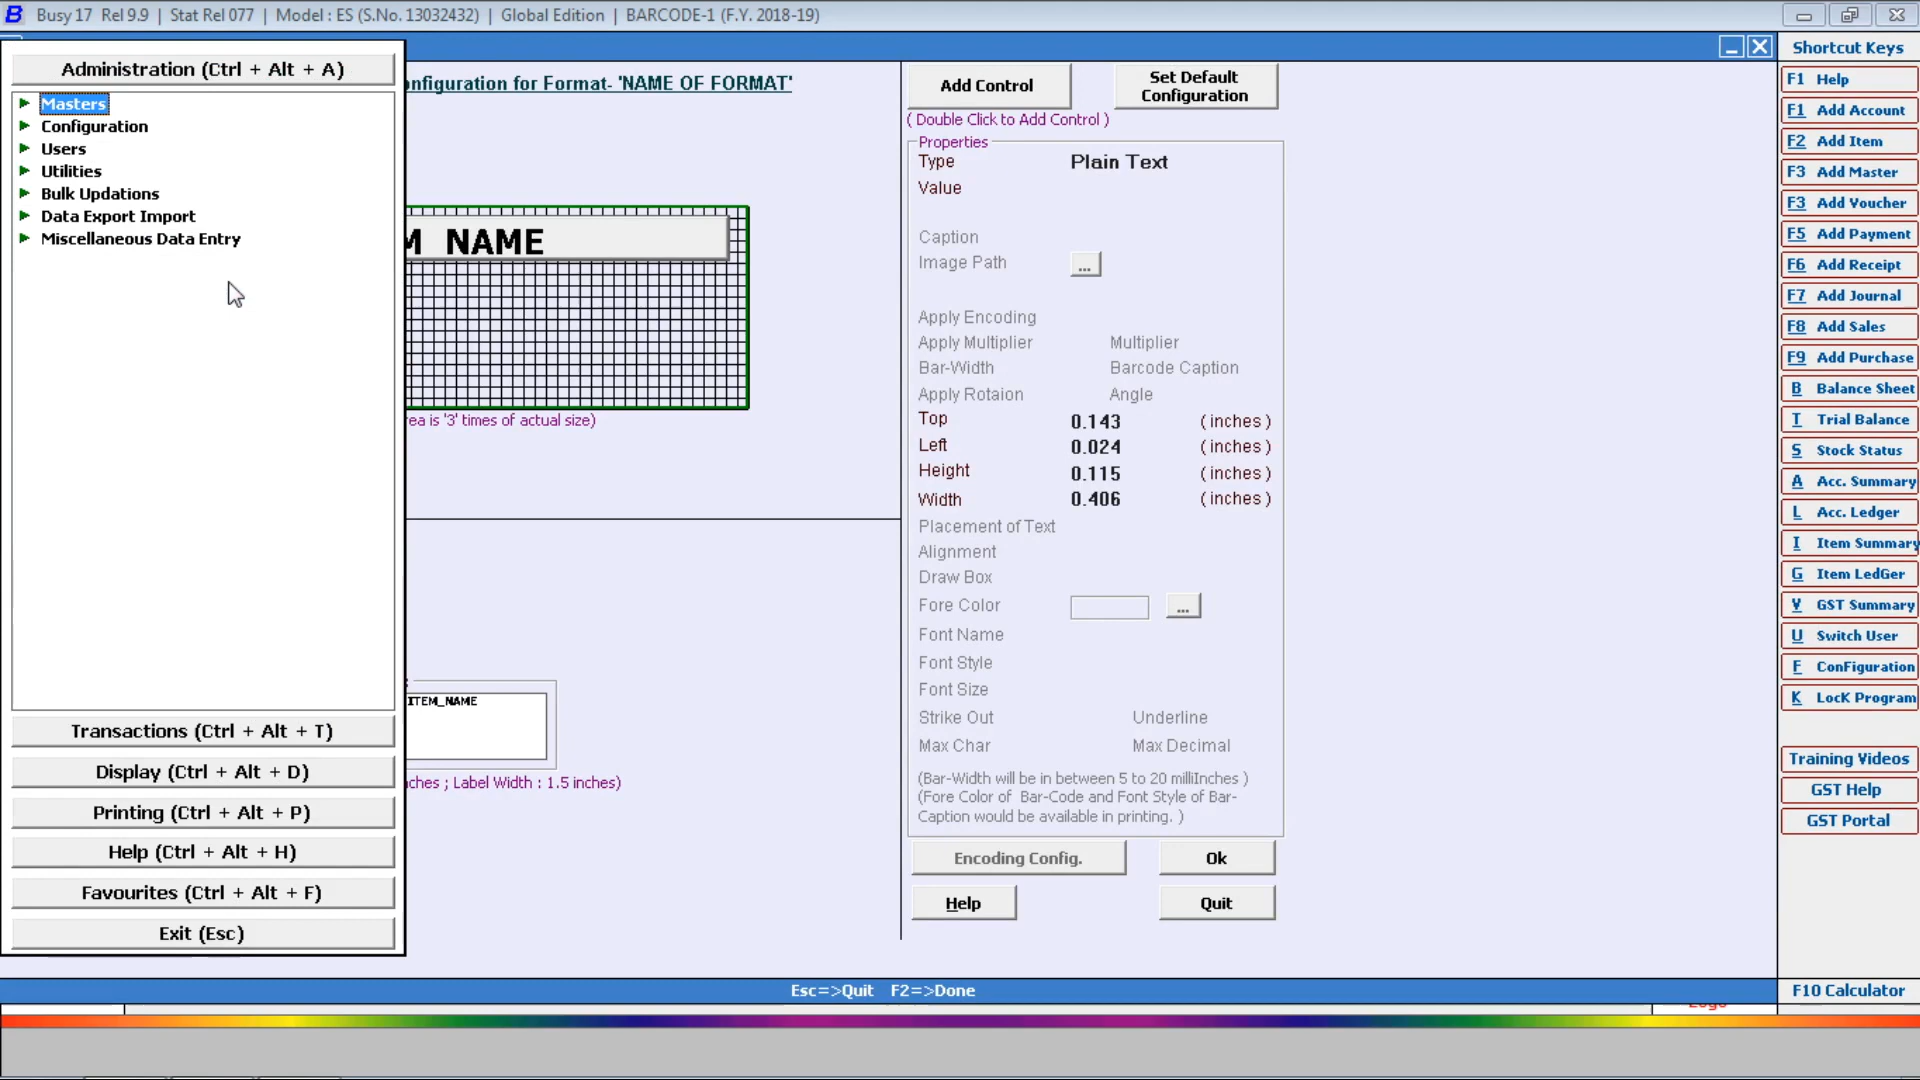 Busy 17 Rel 9.9 | Stat Rel 077 | Model : ES (S.No. 13032432) | Global Edition | BARCODE-1 (F.Y. 2018-19)
Administration (Ctrl + Alt + A)
Masters
Configuration
Users
Utilities
Bulk Updations
Data Export Import
Miscellaneous Data Entry
Transactions (Ctrl + Alt + T)
Display (Ctrl + Alt + D)
Printing (Ctrl + Alt + P)
Help (Ctrl + Alt + H)
Favourites (Ctrl + Alt + F)
Exit (Esc)
onfiguration for Format- 'NAME OF FORMAT'
M NAME
rea is '3' times of actual size)
ITEM_NAME
ches ; Label Width : 1.5 inches)
Add Control
Set Default Configuration
( Double Click to Add Control )
Properties
Type Plain Text
Value
Caption
Image Path ...
Apply Encoding
Apply Multiplier Multiplier
Bar-Width Barcode Caption
Apply Rotaion Angle
Top 0.143 ( inches )
Left 0.024 ( inches )
Height 0.115 ( inches )
Width 0.406 ( inches )
Placement of Text
Alignment
Draw Box
Fore Color ...
Font Name
Font Style
Font Size
Strike Out Underline
Max Char Max Decimal
(Bar-Width will be in between 5 to 20 milliInches )
(Fore Color of Bar-Code and Font Style of Bar-
Caption would be available in printing. )
Encoding Config. Ok
Help Quit
Esc=>Quit F2=>Done
Shortcut Keys
F1 Help
F1 Add Account
F2 Add Item
F3 Add Master
F3 Add Voucher
F5 Add Payment
F6 Add Receipt
F7 Add Journal
F8 Add Sales
F9 Add Purchase
B Balance Sheet
T Trial Balance
S Stock Status
A Acc. Summary
L Acc. Ledger
I Item Summary
G Item LedGer
Y GST Summary
U Switch User
F ConFiguration
K LocK Program
Training Videos
GST Help
GST Portal
F10 Calculator